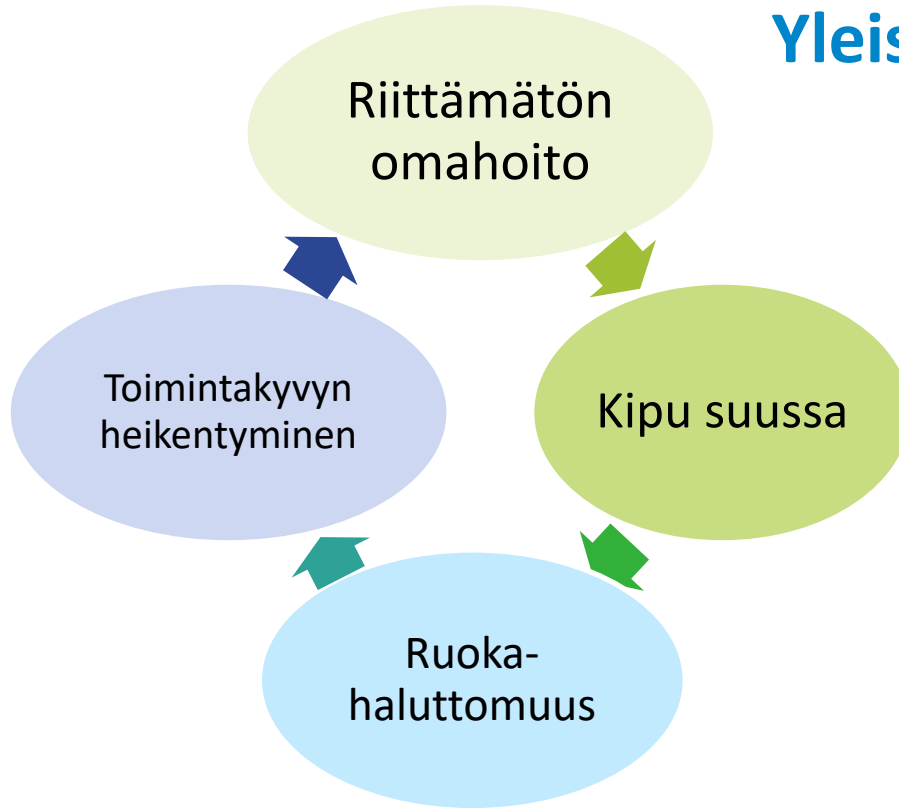 Yleis
Riittämätön
omahoito
Toimintakyvyn
heikentyminen
Kipu suussa
Ruoka-
haluttomuus